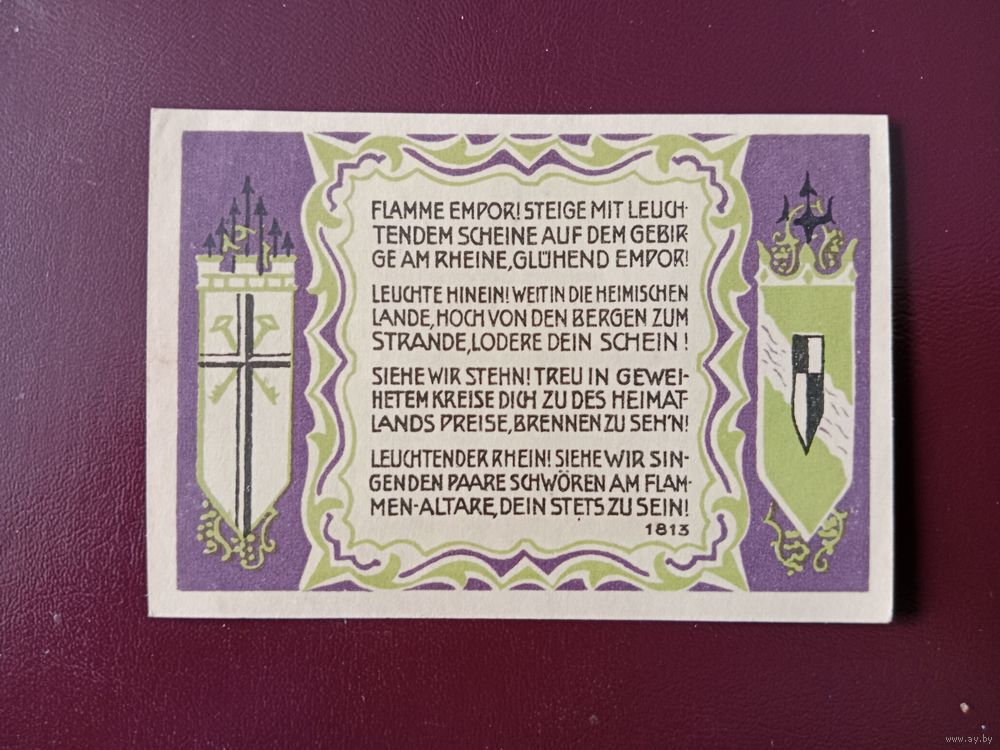 FLAMME EMPOR! STEIGE MIT LEUCH-
TENDEM SCHEINE AUF DEM GEBIR
GE AM RHEINE, GLÜHEND EMPOR!
LEUCHTE HINEIN! WEIT IN DIE HEIMISCHEN
LANDE, HOCH VON DEN BERGEN ZUM
STRANDE, LODERE DEIN SCHEIN!
SIEHE WIR STEHN! TREU IN GEWEI-
HETEM KREISE DICH ZU DES HEIMAT-
LANDS PREISE, BRENNEN ZU SEH'N!
LEUCHTENDER RHEIN! SIEHE WIR SIN-
GENDEN PAARE SCHWÖREN AM FLAM-
MEN-ALTARE, DEIN STETS ZU SEIN!
1813
www.ay.by